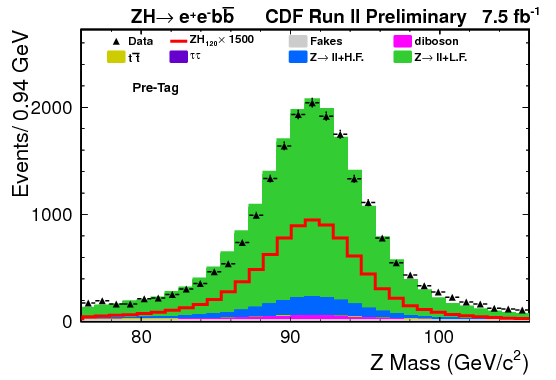 ZH→ e⁺e⁻bb̅ CDF Run II Preliminary 7.5 fb⁻¹
Data ZH₁₂₀ × 1500 Fakes diboson
tt̅ ττ Z→ ll+H.F. Z→ ll+L.F.
Pre-Tag
Events/ 0.94 GeV
2000
1000
0
80 90 100
Z Mass (GeV/c²)